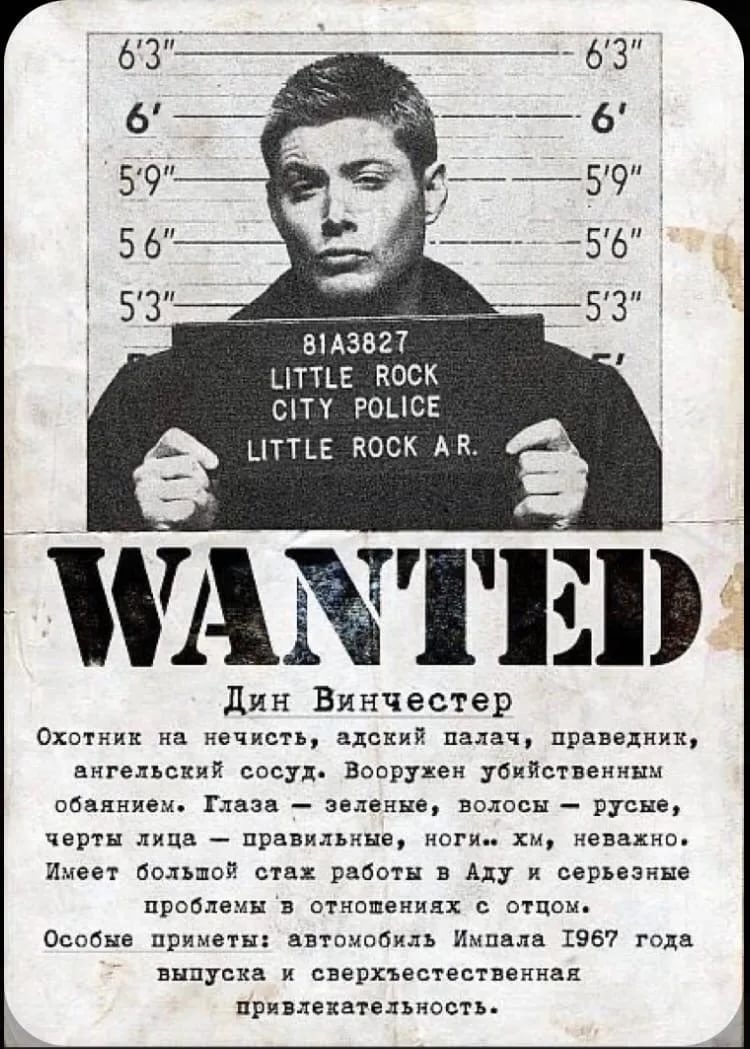 6'3" 6'3"
6' 6'
5'9" 5'9"
5'6" 5'6"
5'3" 5'3"
81A3827
LITTLE ROCK
CITY POLICE
LITTLE ROCK A R.
WANTED
Дин Винчестер
Охотник на нечисть, адский палач, праведник,
ангельский сосуд. Вооружен убийственным
обаянием. Глаза — зеленые, волосы — русые,
черты лица — правильные, ноги.. хм, неважно.
Имеет большой стаж работы в Аду и серьезные
проблемы в отношениях с отцом.
Особые приметы: автомобиль Импала 1967 года
выпуска и сверхъестественная
привлекательность.